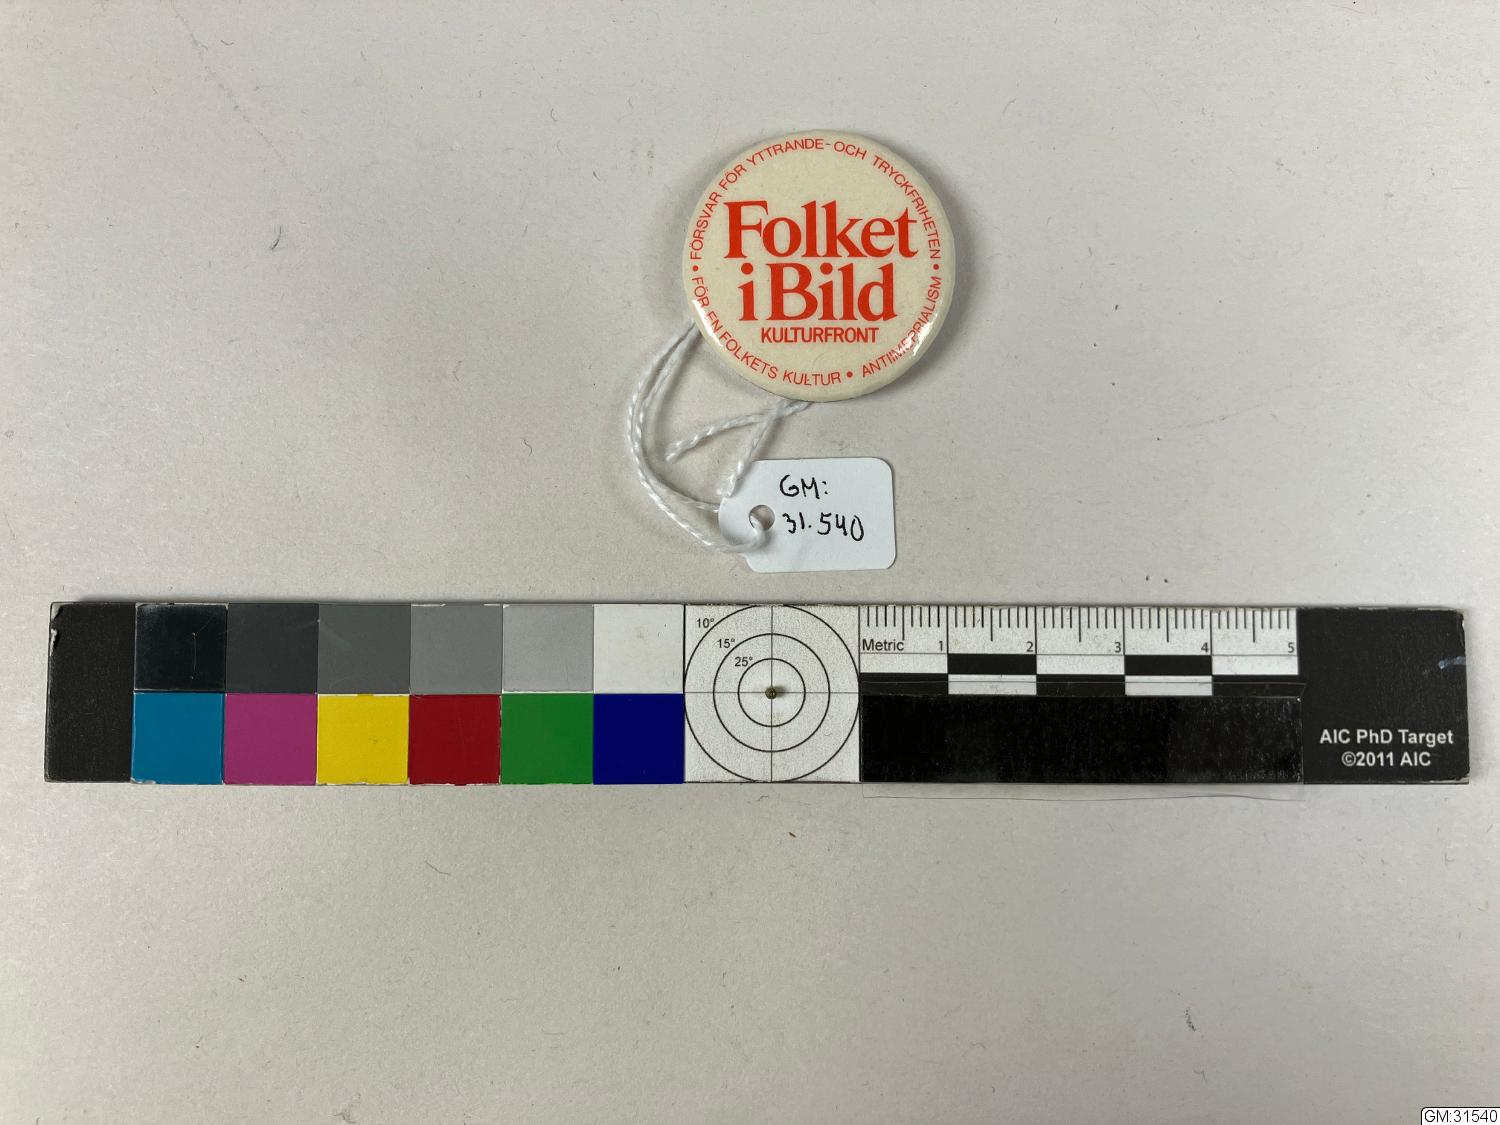 • FÖRSVAR FÖR YTTRANDE- OCH TRYCKFRIHETEN •
Folket
i Bild
KULTURFRONT
FÖR EN FOLKETS KULTUR • ANTIIMPERIALISM
GM:
31.540
10°
15°
25°
Metric 1 2 3 4 5
AIC PhD Target
©2011 AIC
GM:31540